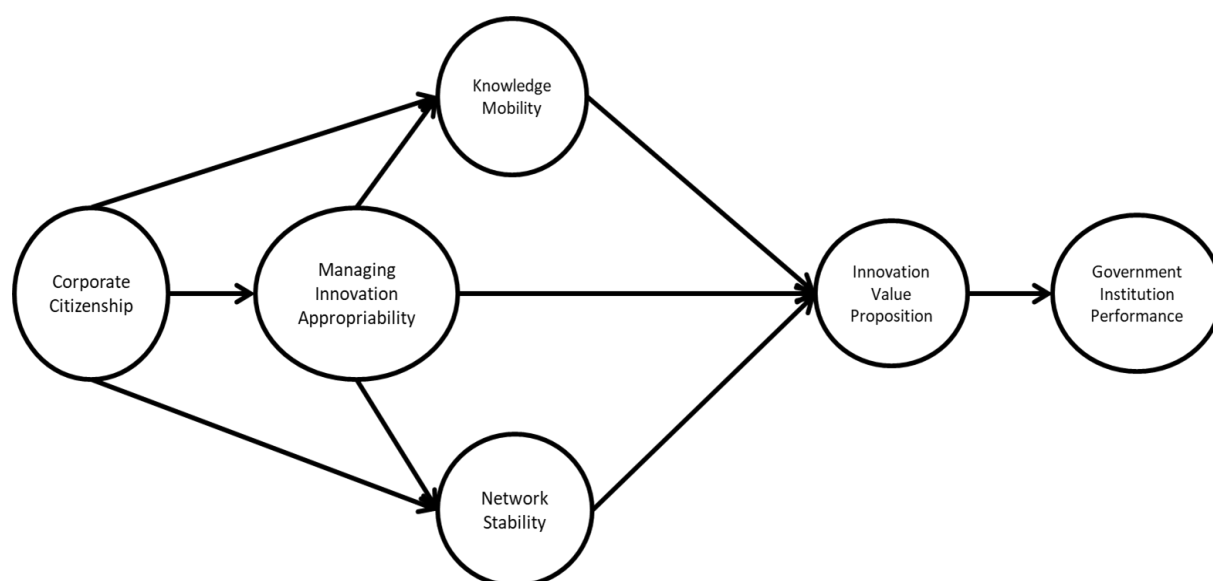 Knowledge
Mobility
Corporate
Citizenship
Managing
Innovation
Appropriability
Innovation
Value
Proposition
Government
Institution
Performance
Network
Stability